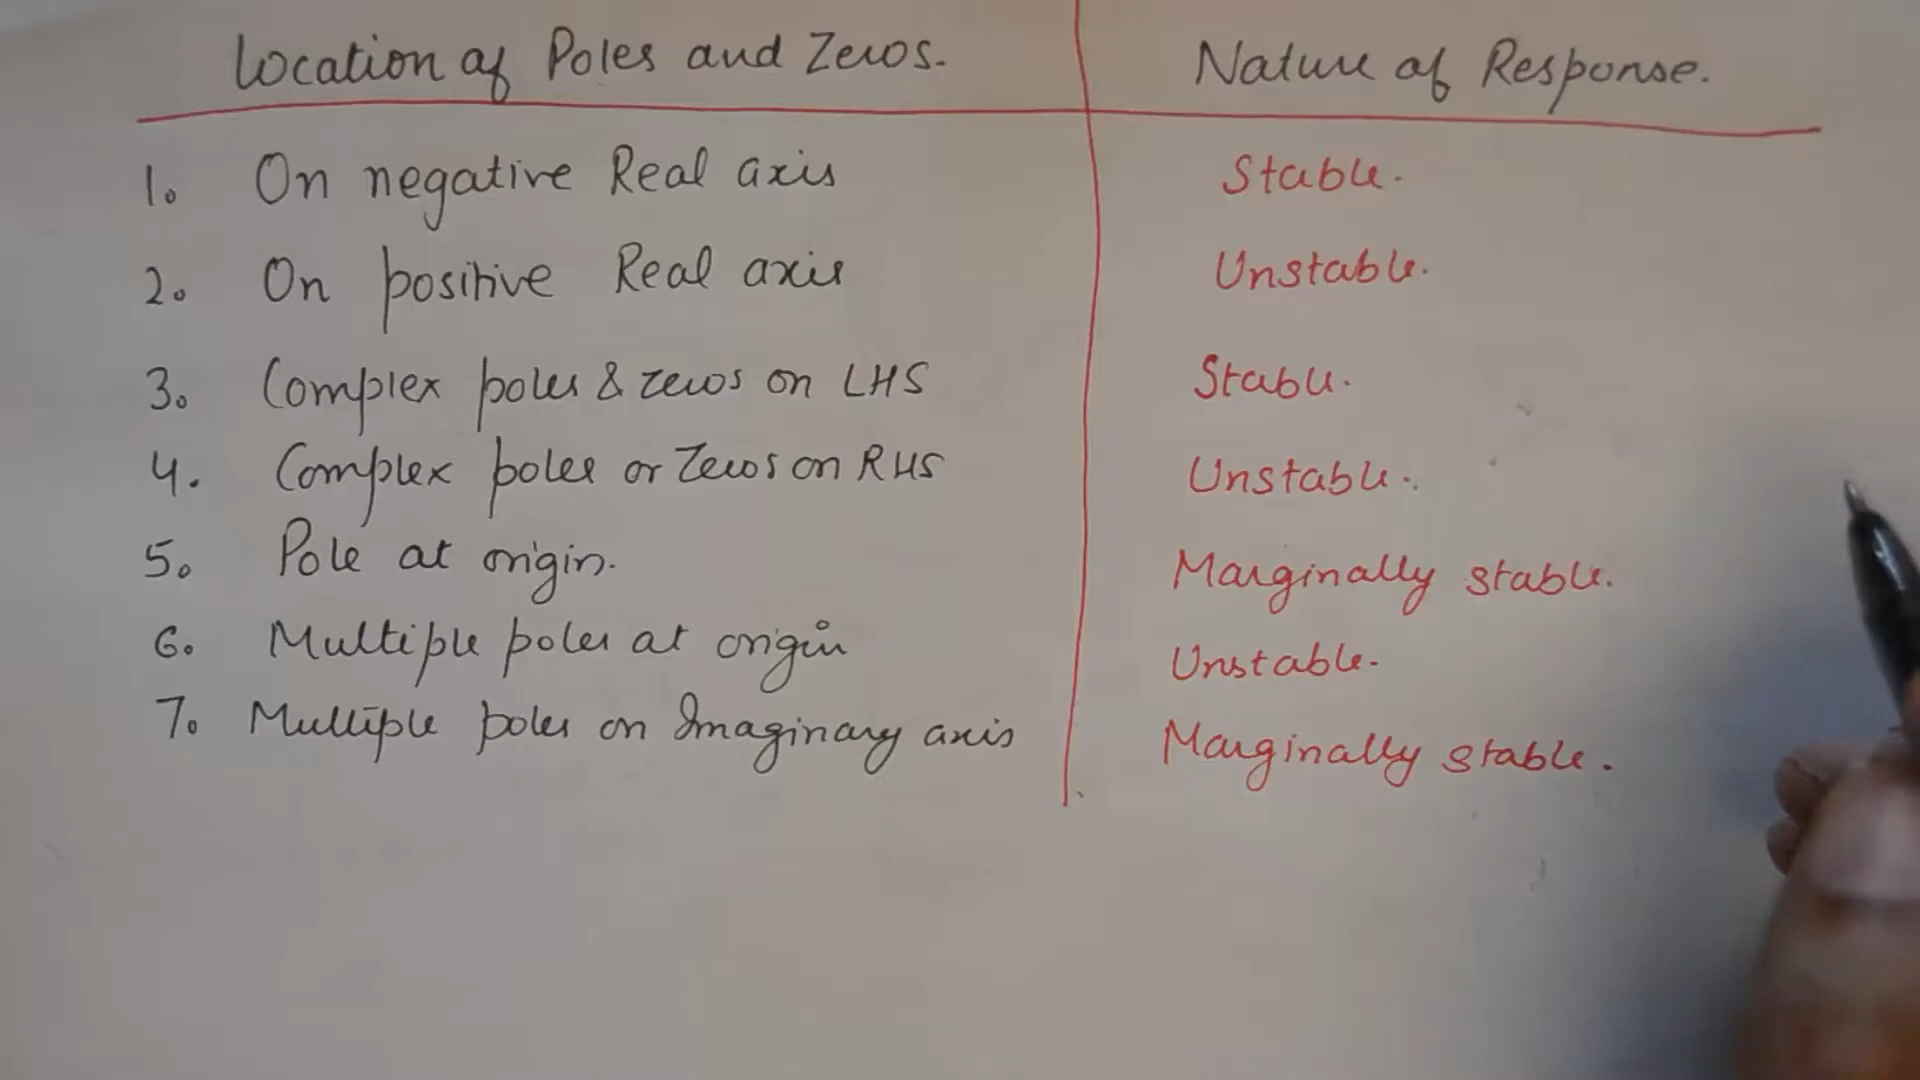 Location of Poles and Zeros. Nature of Response.
1. On negative Real axis Stable.
2. On positive Real axis Unstable.
3. Complex poles & zeros on LHS Stable.
4. Complex poles or Zeros on RHS Unstable.
5. Pole at origin. Marginally stable.
6. Multiple poles at origin Unstable.
7. Multiple poles on Imaginary axis Marginally stable.